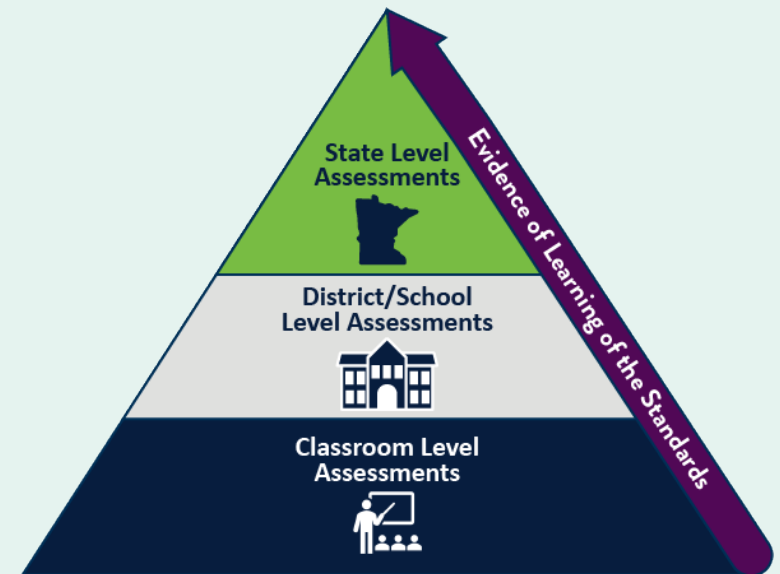 State Level
Assessments
District/School
Level Assessments
Classroom Level
Assessments
Evidence of Learning of the Standards